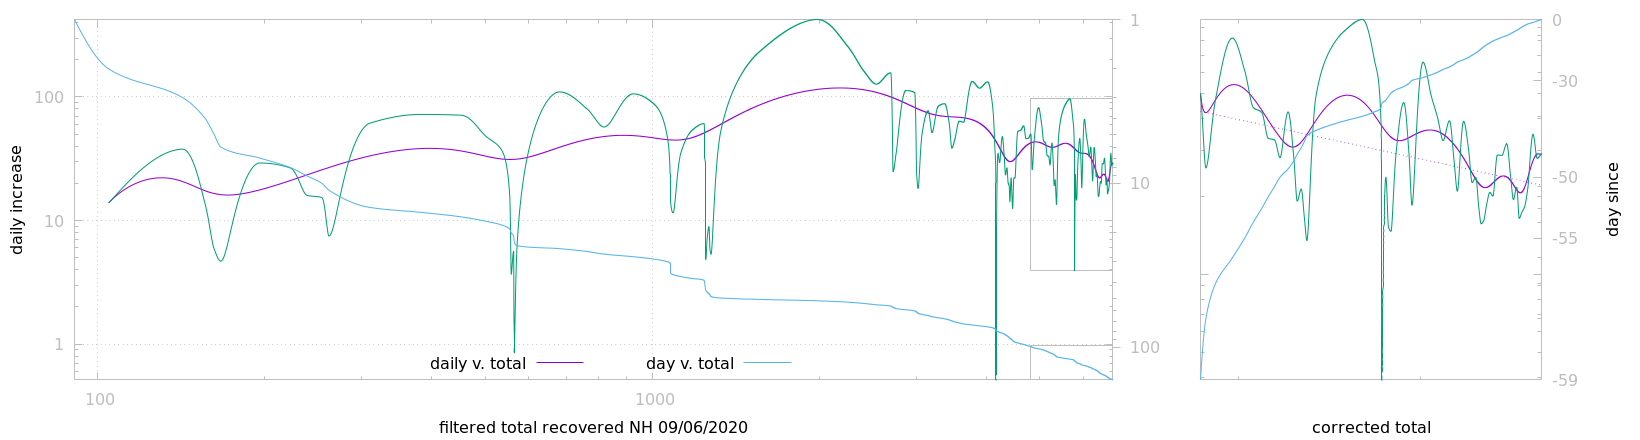 daily increase
100
10
1
100
1000
1
10
100
daily v. total
day v. total
filtered total recovered NH 09/06/2020
0
-30
-50
-55
-59
day since
corrected total